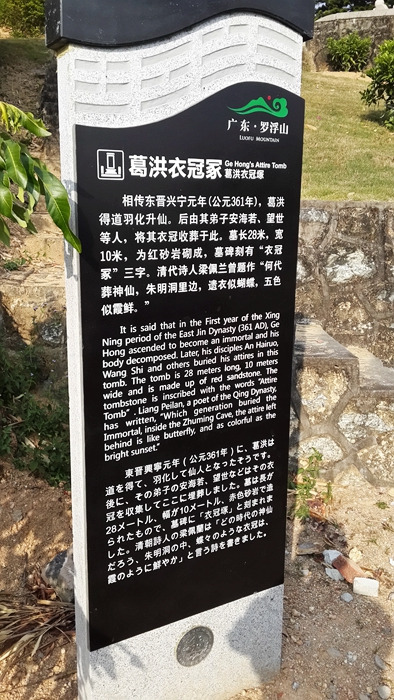 广东·罗浮山
LUOFU MOUNTAIN
葛洪衣冠冢
Ge Hong's Attire Tomb
葛洪衣冠塚
相传东晋兴宁元年(公元361年)，葛洪
得道羽化升仙。后由其弟子安海若、望世
等人，将其衣冠收葬于此。墓长28米，宽
10米，为红砂岩砌成，墓碑刻有“衣冠
冢”三字。清代诗人梁佩兰曾题作“何代
葬神仙，朱明洞里边，遗衣似蝴蝶，五色
似霞鲜。”
It is said that in the First year of the Xing
Ning period of the East Jin Dynasty (361 AD), Ge
Hong ascended to become an immortal and his
body decomposed. Later, his disciples An Hairuo,
Wang Shi and others buried his attires in this
tomb. The tomb is 28 meters long, 10 meters
wide and is made up of red sandstone. The
tombstone is inscribed with the words "Attire
Tomb" . Liang Peilan, a poet of the Qing Dynasty,
has written, "Which generation buried the
Immortal, inside the Zhuming Cave, the attire left
behind is like butterfly, and as colorful as the
bright sunset."
東晋興寧元年（公元361年）に、葛洪は
道を得て、羽化して仙人となったそうです。
後に、その弟子の安海若、望世などはその衣
冠を収集してここに埋葬しました。墓は長が
28メートル、幅が10メートル、赤色砂岩で造
られたもので、墓碑に「衣冠塚」と刻まれま
した。清朝詩人の梁佩蘭は「どの時代の神仙
だろう、朱明洞の中、蝶々のような衣冠は、
霞のように鮮やか」と言う詩を書きました。